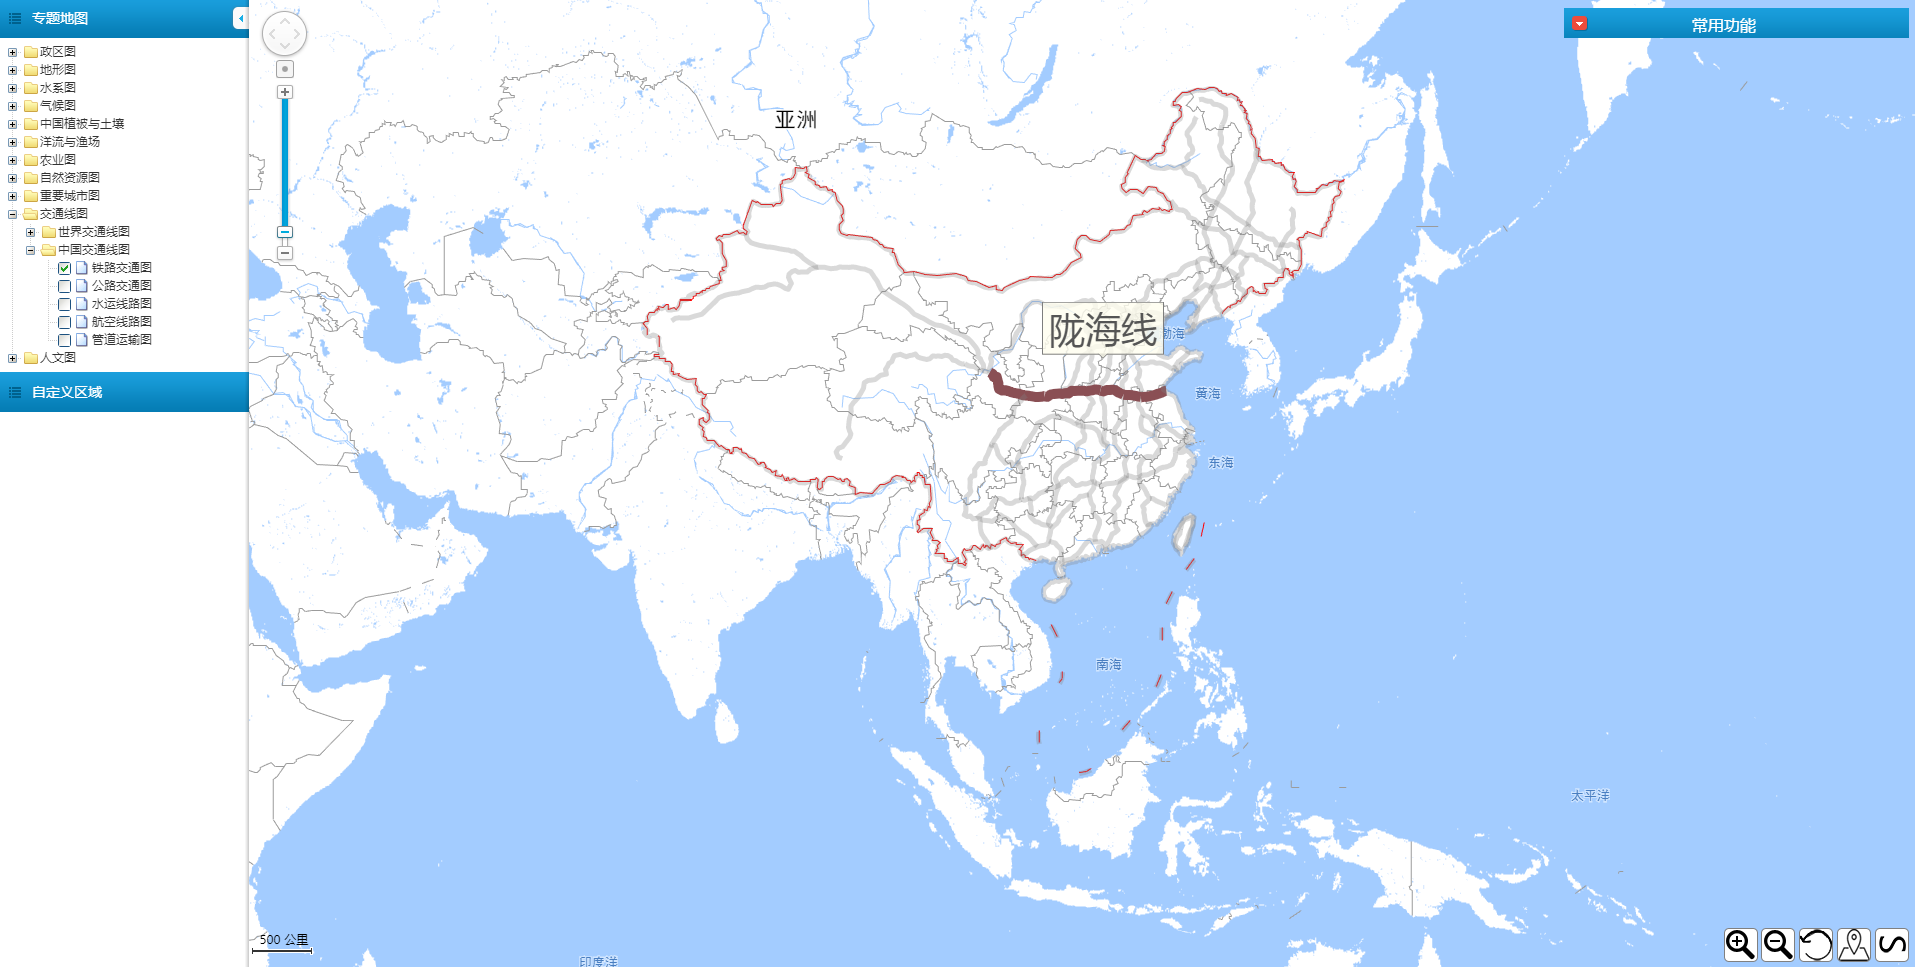 专题地图
政区图
地形图
水系图
气候图
中国植被与土壤
洋流与渔场
农业图
自然资源图
重要城市图
交通线图
世界交通线图
中国交通线图
铁路交通图
公路交通图
水运线路图
航空线路图
管道运输图
人文图
自定义区域
常用功能
亚洲
陇海线
渤海
黄海
东海
南海
太平洋
印度洋
500 公里